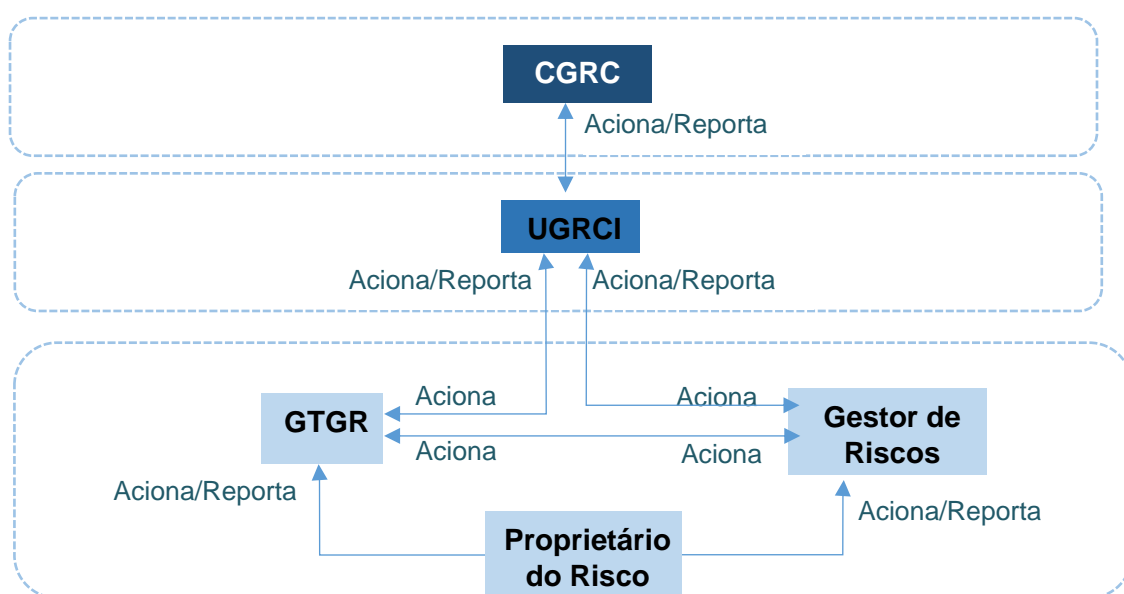 CGRC
Aciona/Reporta
UGRCI
Aciona/Reporta
Aciona/Reporta
Aciona
Aciona
GTGR
Gestor de
Riscos
Aciona
Aciona
Aciona/Reporta
Aciona/Reporta
Proprietário
do Risco